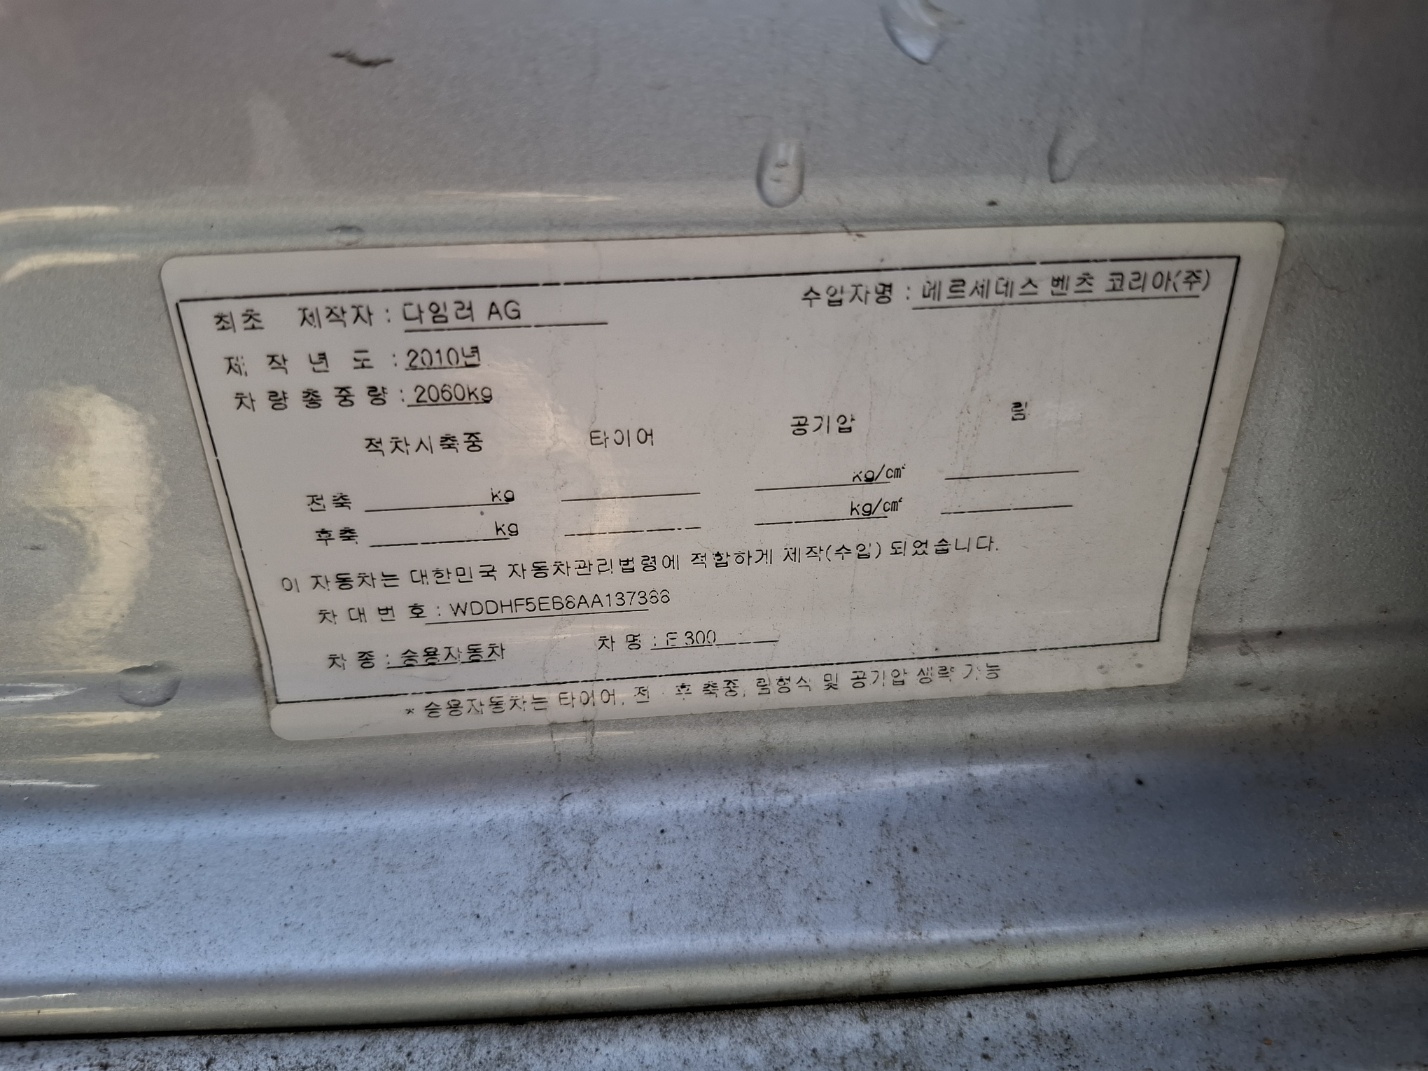 최초 제작자 : 다임러 AG 수입자명 : 메르세데스 벤츠 코리아(주)
제 작 년 도 : 2010년
차 량 총 중 량 : 2060kg
적차시축중 타이어 공기압 림
전축 kg kg/㎠
후축 kg kg/㎠
이 자동차는 대한민국 자동차관리법령에 적합하게 제작(수입) 되었습니다.
차 대 번 호 :
차 종 : 승용자동차 차 명 : E 300
* 승용자동차는 타이어, 전 · 후 축중, 림형식 및 공기압 생략 가능